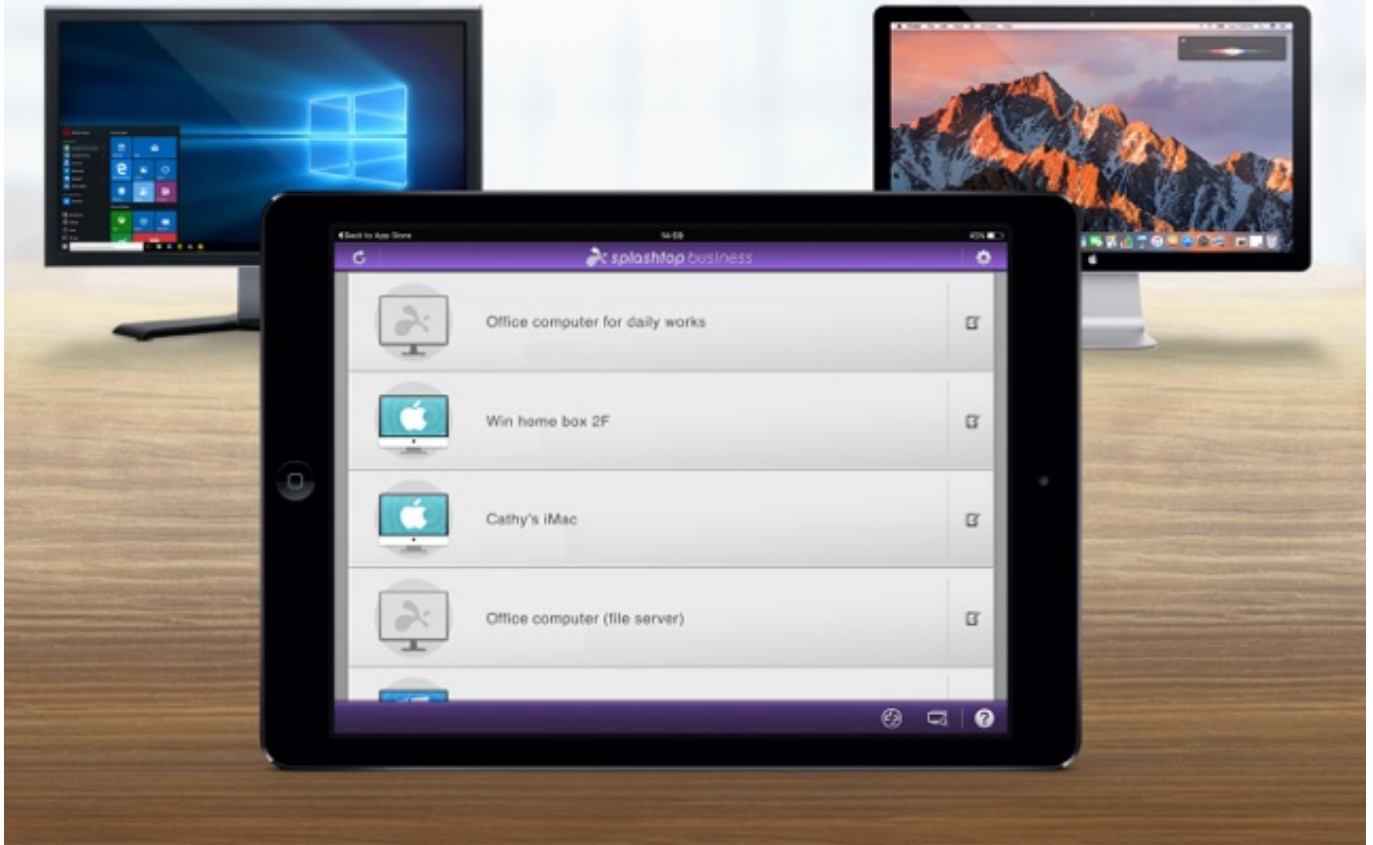 Back to App Store 14:59 45%
splashtop business
Office computer for daily works
Win home box 2F
Cathy's iMac
Office computer (file server)
?